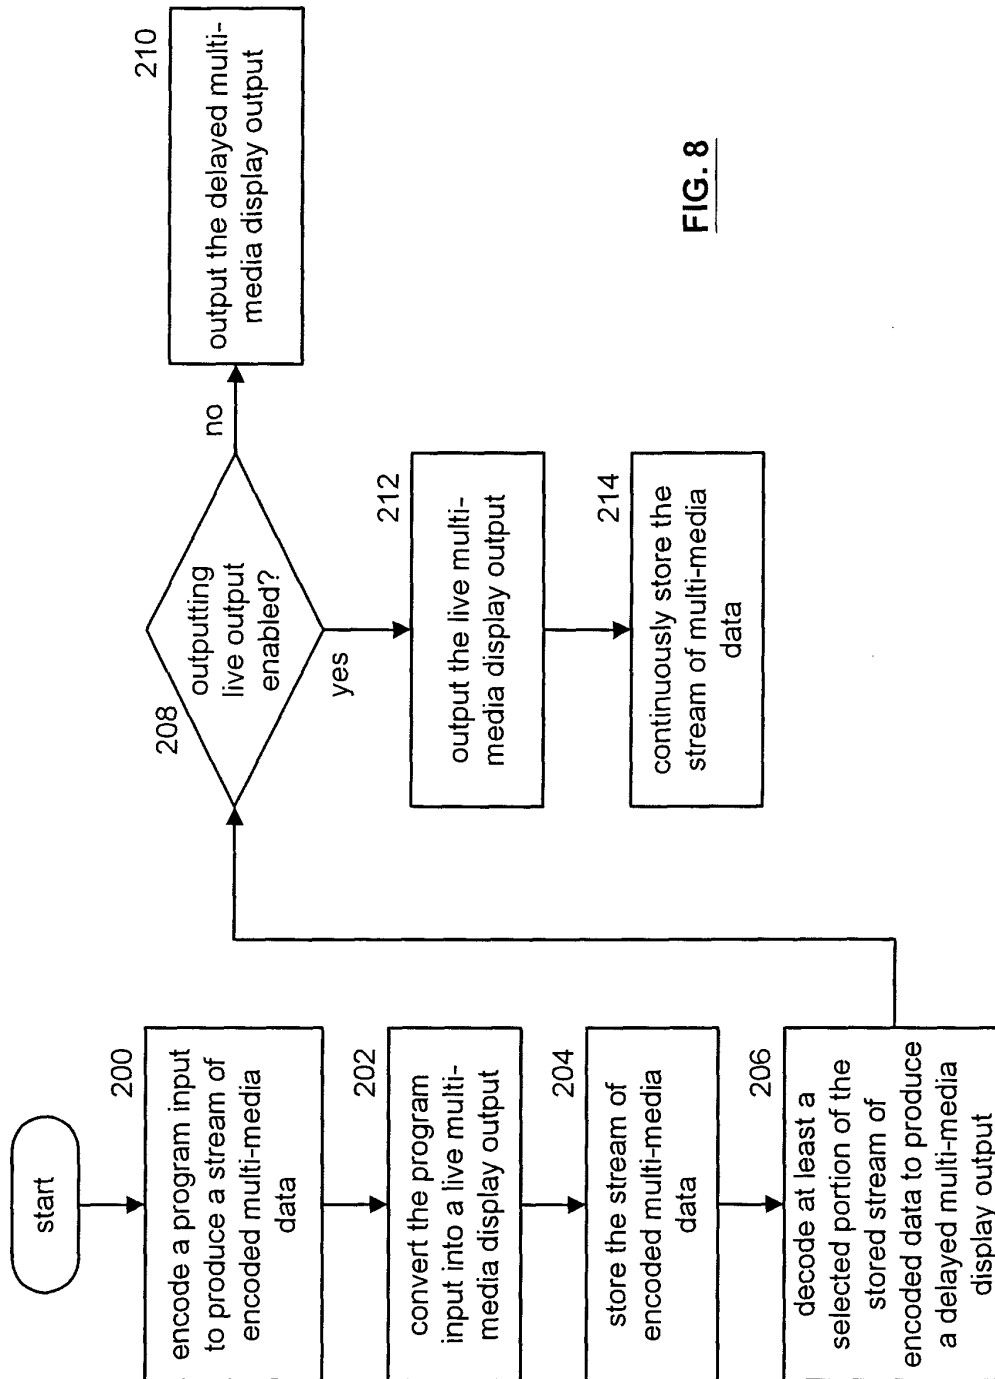 start
200
encode a program input
to produce a stream of
encoded multi-media
data
202
convert the program
input into a live multi-
media display output
204
store the stream of
encoded multi-media
data
206
decode at least a
selected portion of the
stored stream of
encoded data to produce
a delayed multi-media
display output
208
outputting
live output
enabled?
no
yes
210
output the delayed multi-
media display output
212
output the live multi-
media display output
214
continuously store the
stream of multi-media
data
FIG. 8